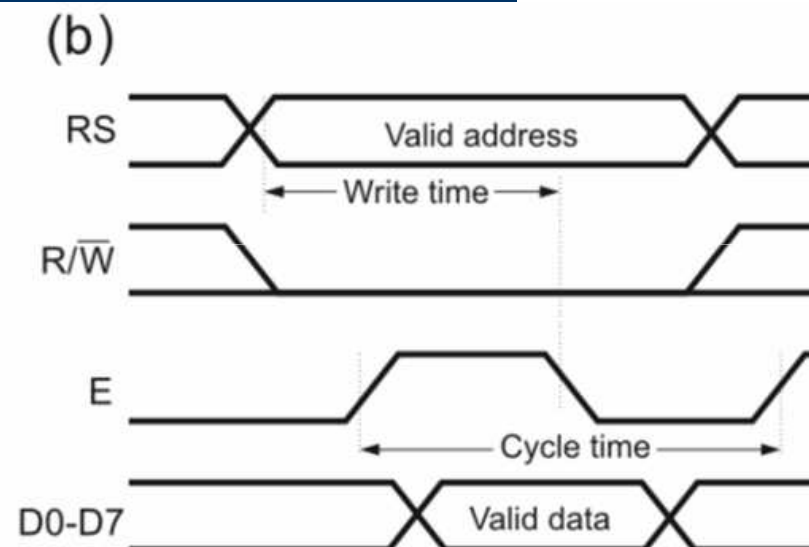 (b)
RS
Valid address
Write time
R/W̅
E
Cycle time
D0-D7
Valid data